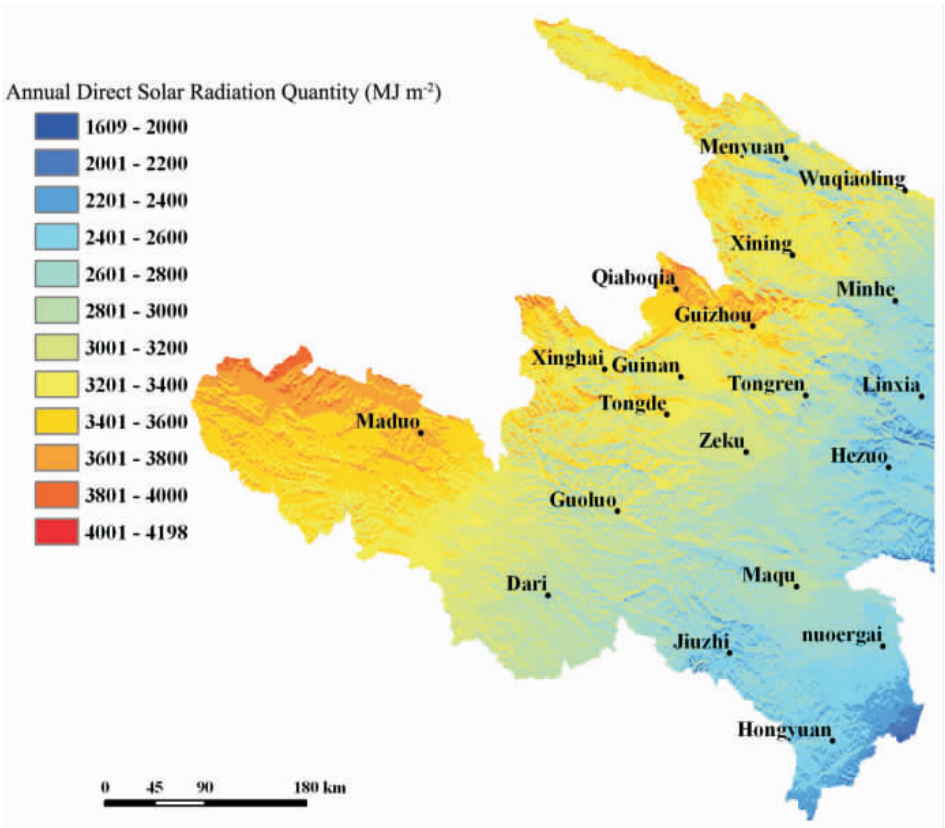 Annual Direct Solar Radiation Quantity (MJ m-2)
1609 - 2000
2001 - 2200
2201 - 2400
2401 - 2600
2601 - 2800
2801 - 3000
3001 - 3200
3201 - 3400
3401 - 3600
3601 - 3800
3801 - 4000
4001 - 4198
Menyuan
Wuqiaoling
Xining
Qiaboqia
Minhe
Guizhou
Xinghai
Guinan
Tongren
Linxia
Tongde
Maduo
Zeku
Hezuo
Guoluo
Dari
Maqu
Jiuzhi
nuoergai
Hongyuan
0 45 90 180 km